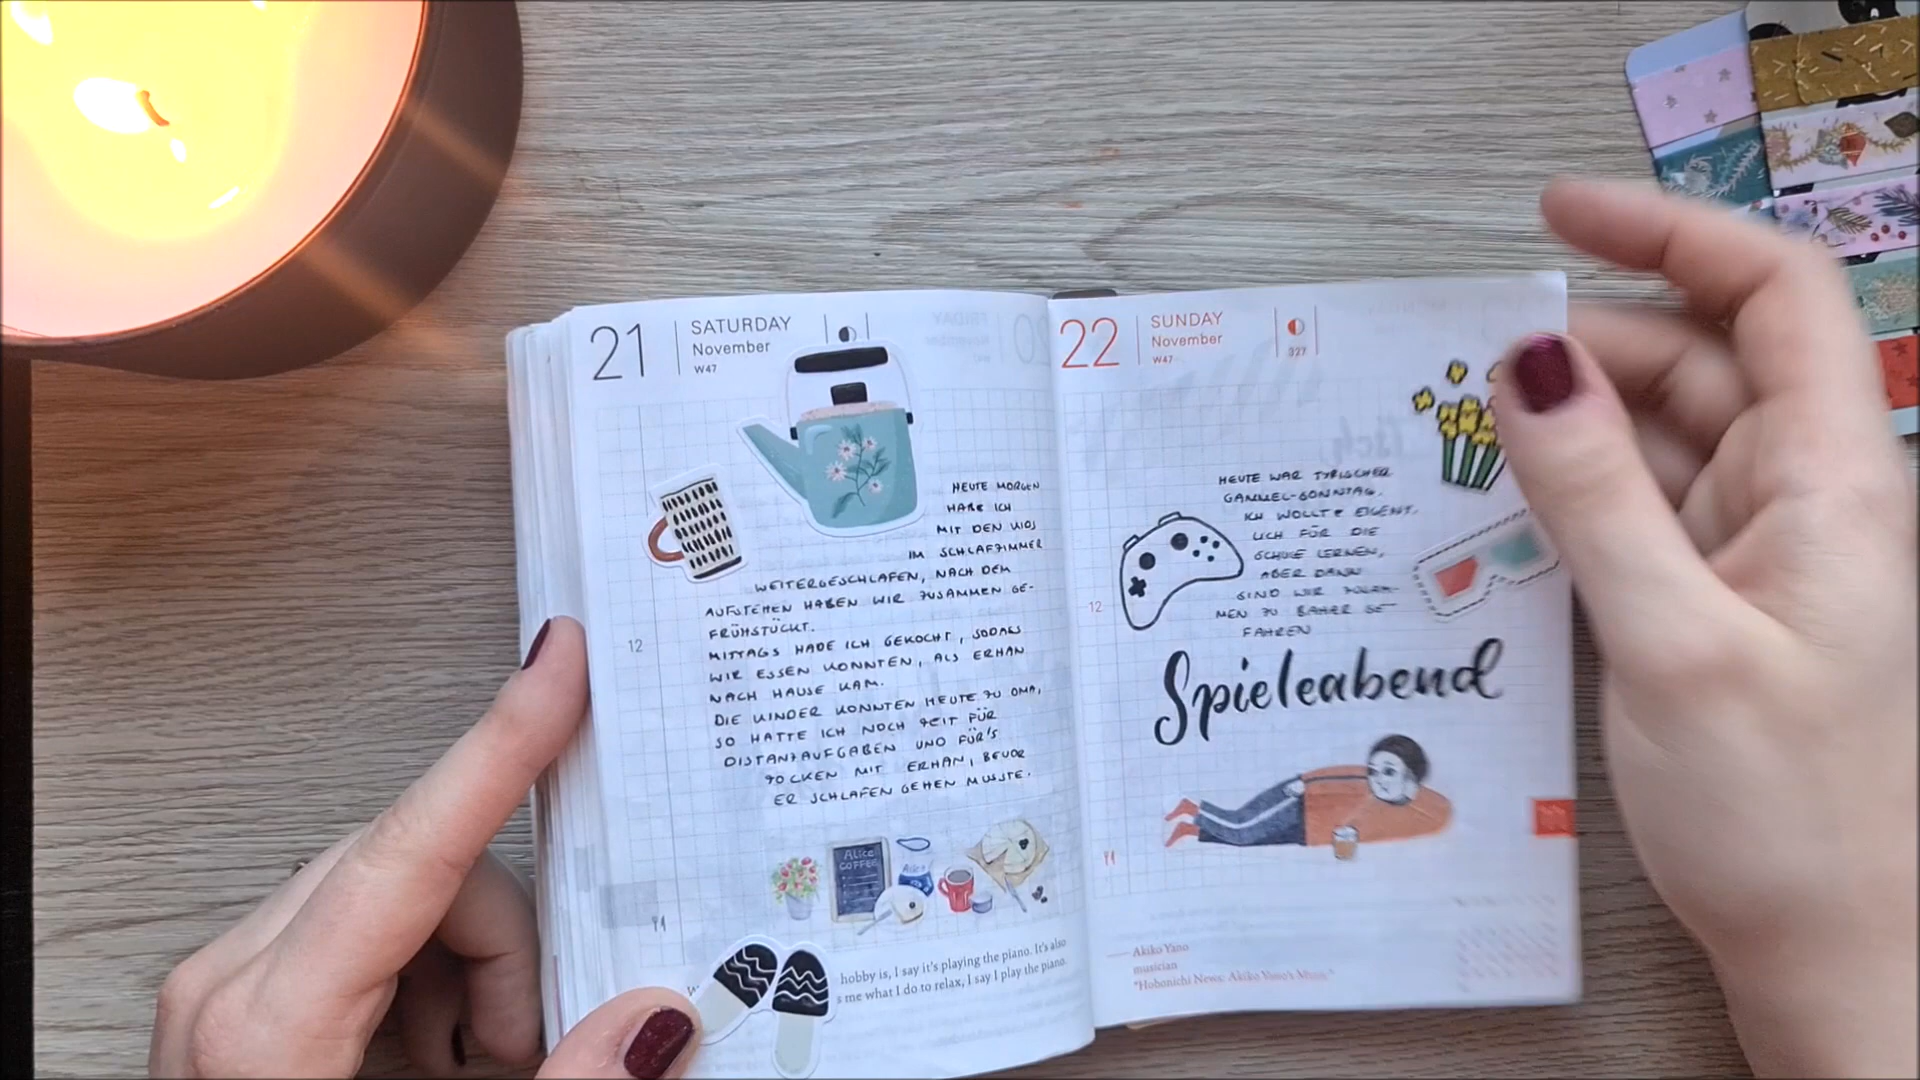 21
SATURDAY
November
W47
HEUTE MORGEN
HABE ICH
MIT DEN KIDS
IM SCHLAFZIMMER
WEITERGESCHLAFEN, NACH DEM
AUFSTEHEN HABEN WIR ZUSAMMEN GE-
FRÜHSTÜCKT.
MITTAGS HABE ICH GEKOCHT, SODASS
WIR ESSEN KONNTEN, ALS ERHAN
NACH HAUSE KAM.
DIE KINDER KONNTEN HEUTE ZU OMA,
SO HATTE ICH NOCH ZEIT FÜR
DISTANZAUFGABEN UND FÜR'S
ZOCKEN MIT ERHAN, BEVOR
ER SCHLAFEN GEHEN MUSSTE.
12
Alice
COFFEE
Alice
hobby is, I say it's playing the piano. It's also
s me what I do to relax, I say I play the piano.
22
SUNDAY
November
W47
327
HEUTE WAR TYPISCHER
GAMMEL-SONNTAG.
ICH WOLLTE EIGENT-
LICH FÜR DIE
SCHULE LERNEN,
ABER DANN
SIND WIR ZUSAM-
MEN ZU BAHAR GE-
FAHREN
12
Spieleabend
Akiko Yano
musician
*Hobonichi News: Akiko Yano's Album*